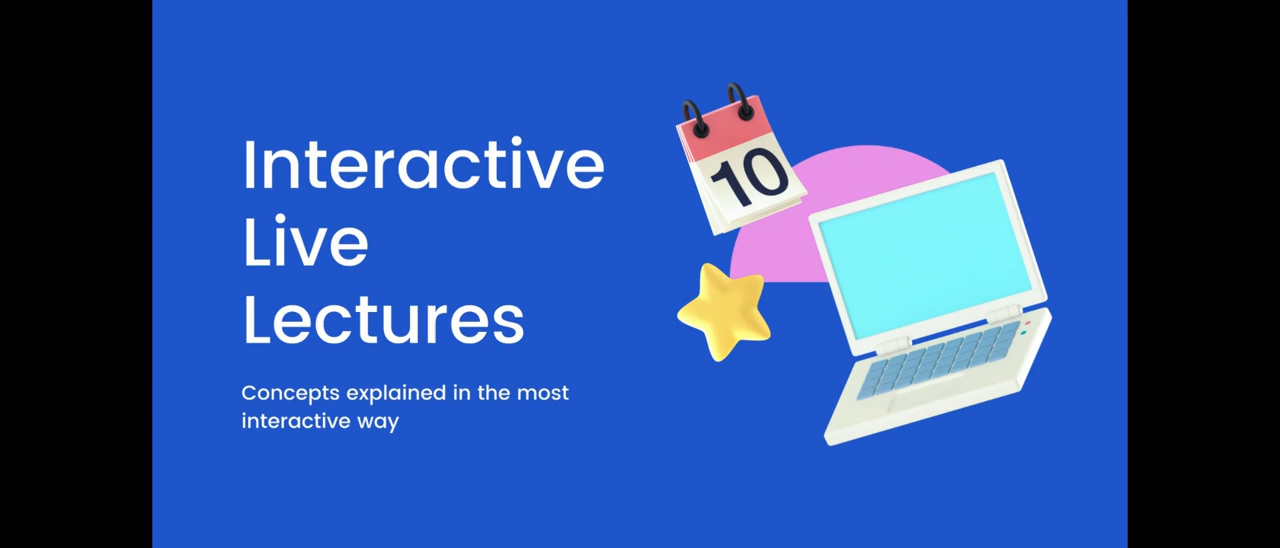 Interactive
Live
Lectures
Concepts explained in the most
interactive way
10